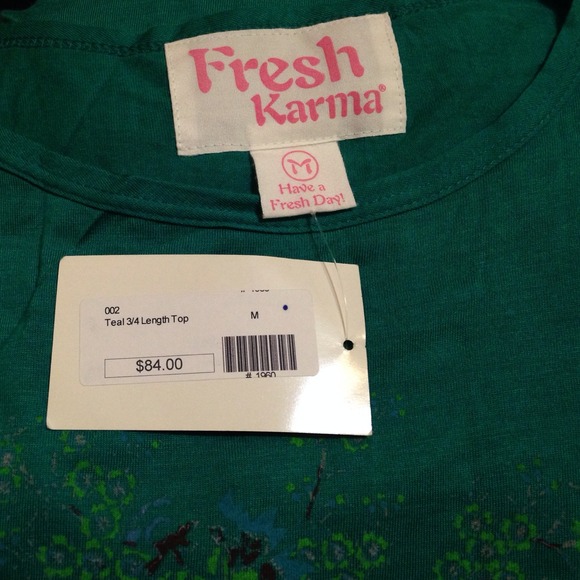 Fresh
Karma®
M
Have a
Fresh Day!
002
Teal 3/4 Length Top
M
$84.00
# 1960